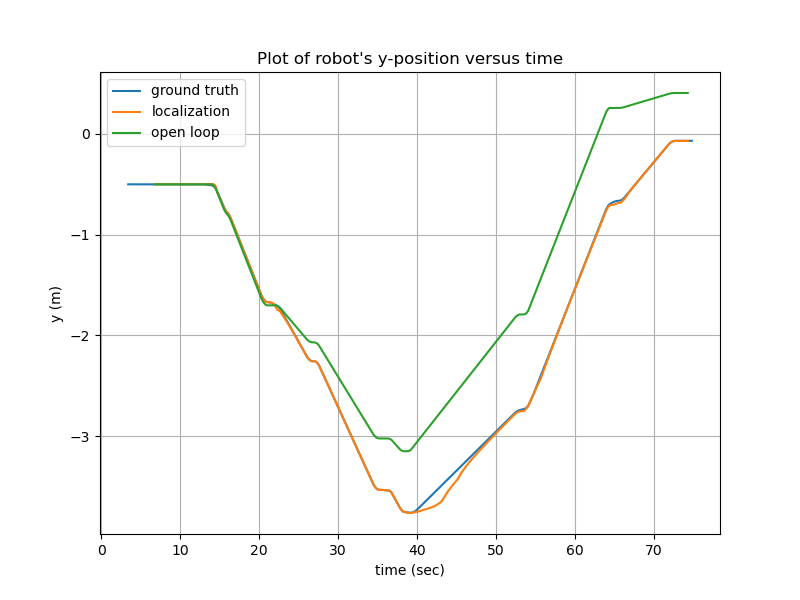 Plot of robot's y-position versus time
ground truth
localization
open loop
0
−1
−2
−3
y (m)
0 10 20 30 40 50 60 70
time (sec)